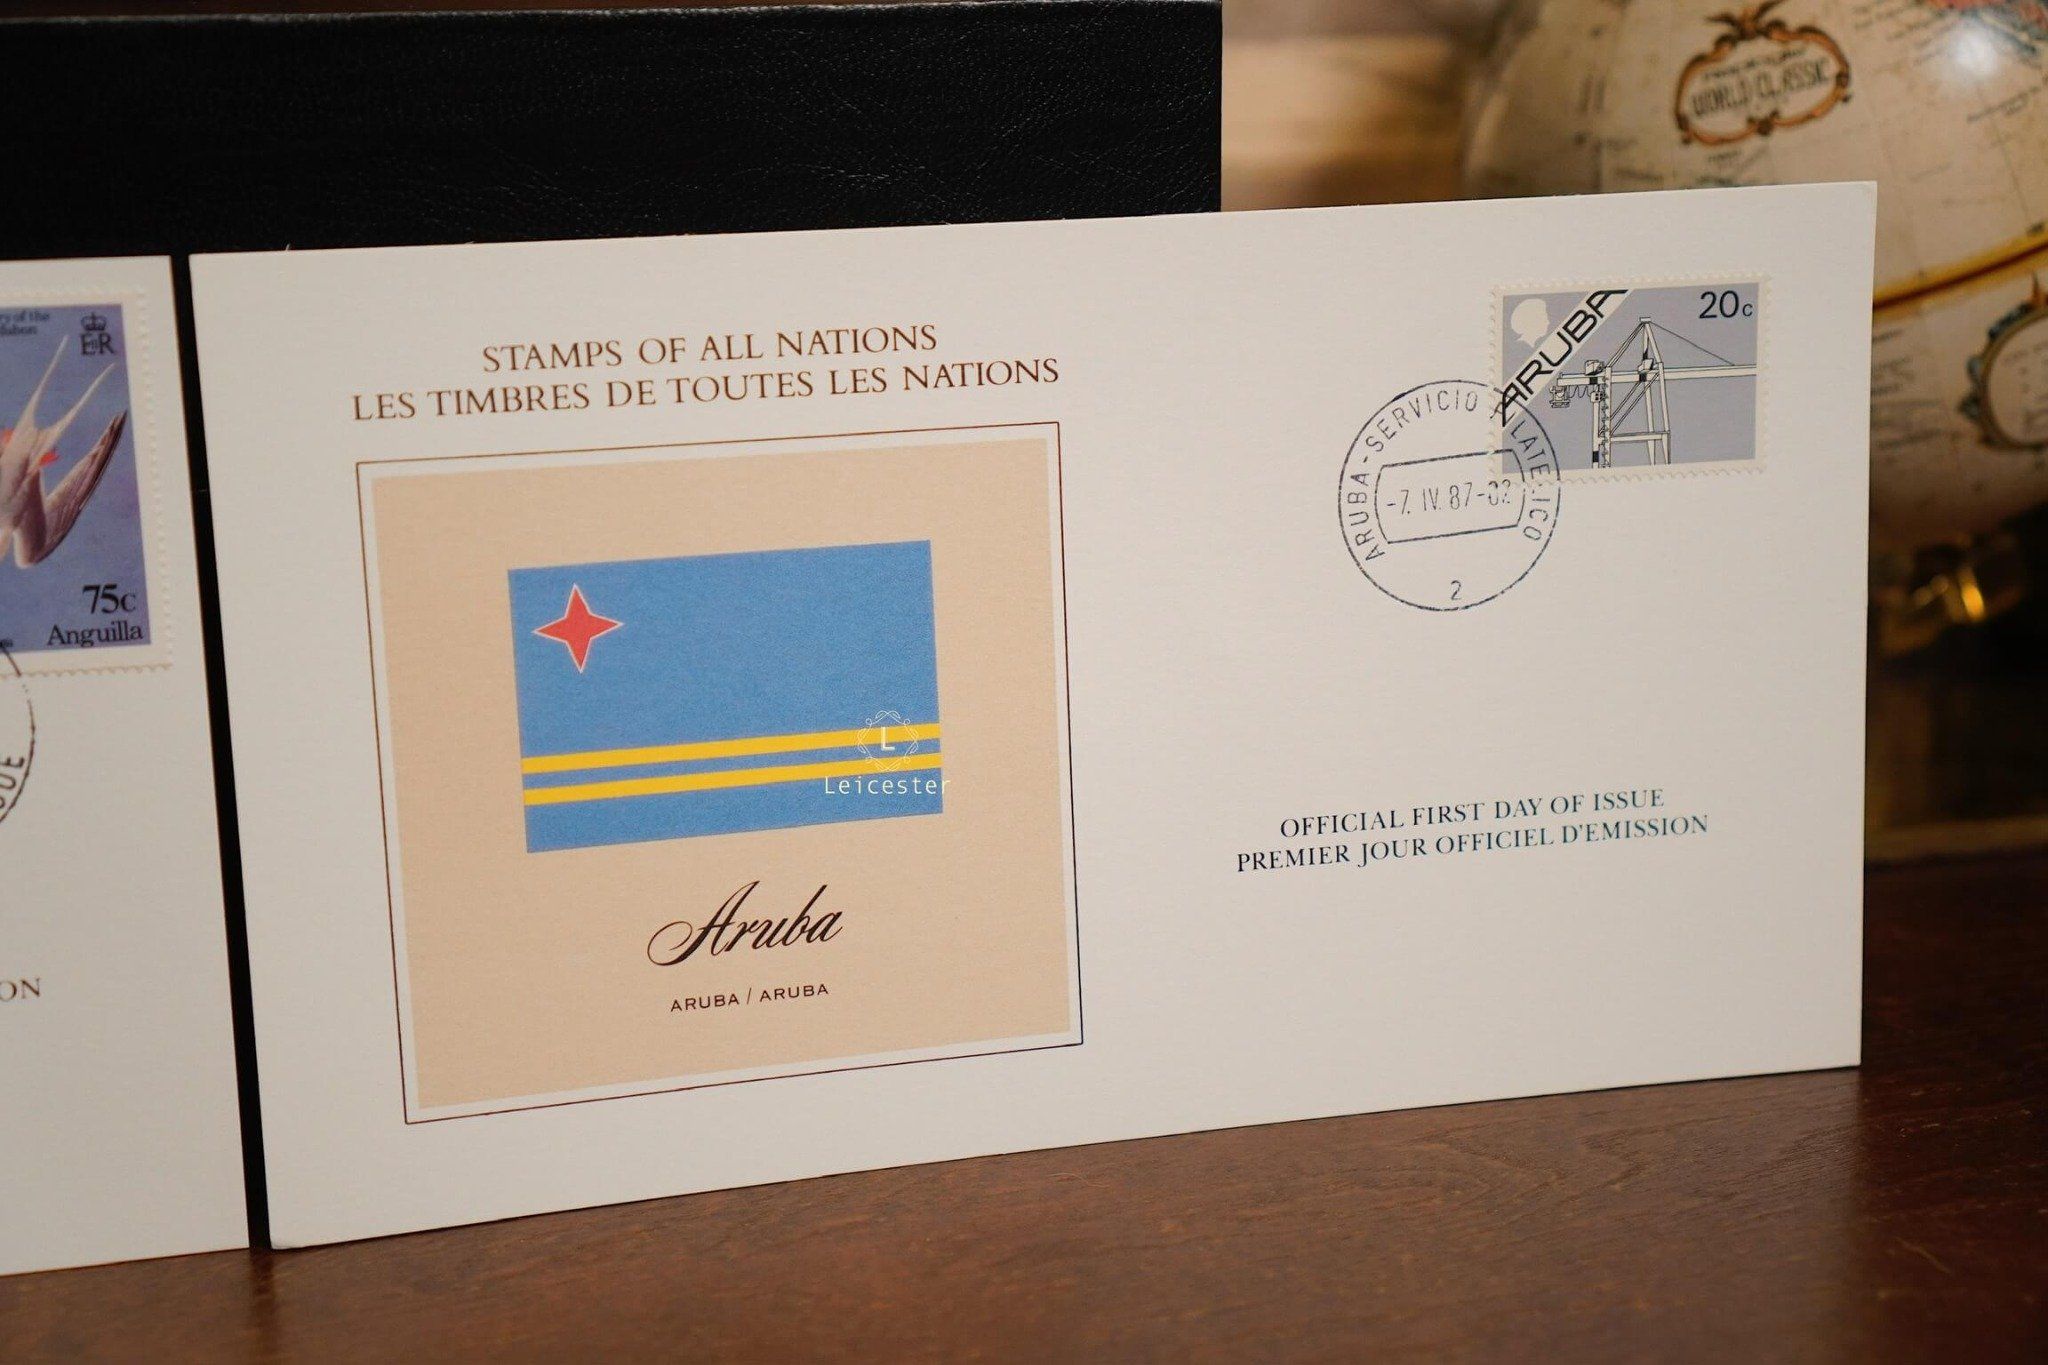 75c
Anguilla
STAMPS OF ALL NATIONS
LES TIMBRES DE TOUTES LES NATIONS
L
Leicester
Aruba
ARUBA / ARUBA
ARUBA
20c
ARUBA-SERVICIO
-7. IV. 87-
2
OFFICIAL FIRST DAY OF ISSUE
PREMIER JOUR OFFICIEL D'EMISSION
WORLD CLASSIC